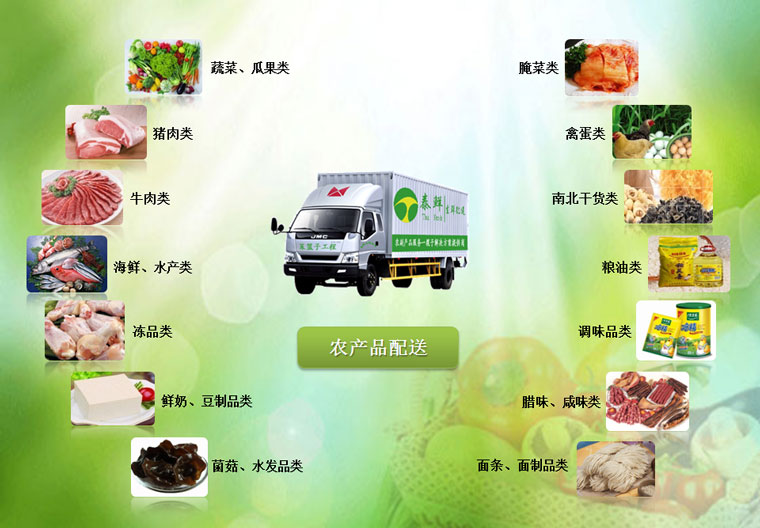 蔬菜、瓜果类
腌菜类
猪肉类
禽蛋类
牛肉类
南北干货类
海鲜、水产类
粮油类
冻品类
调味品类
鲜奶、豆制品类
腊味、咸味类
菌菇、水发品类
面条、面制品类
泰鲜
JMC
农产品配送